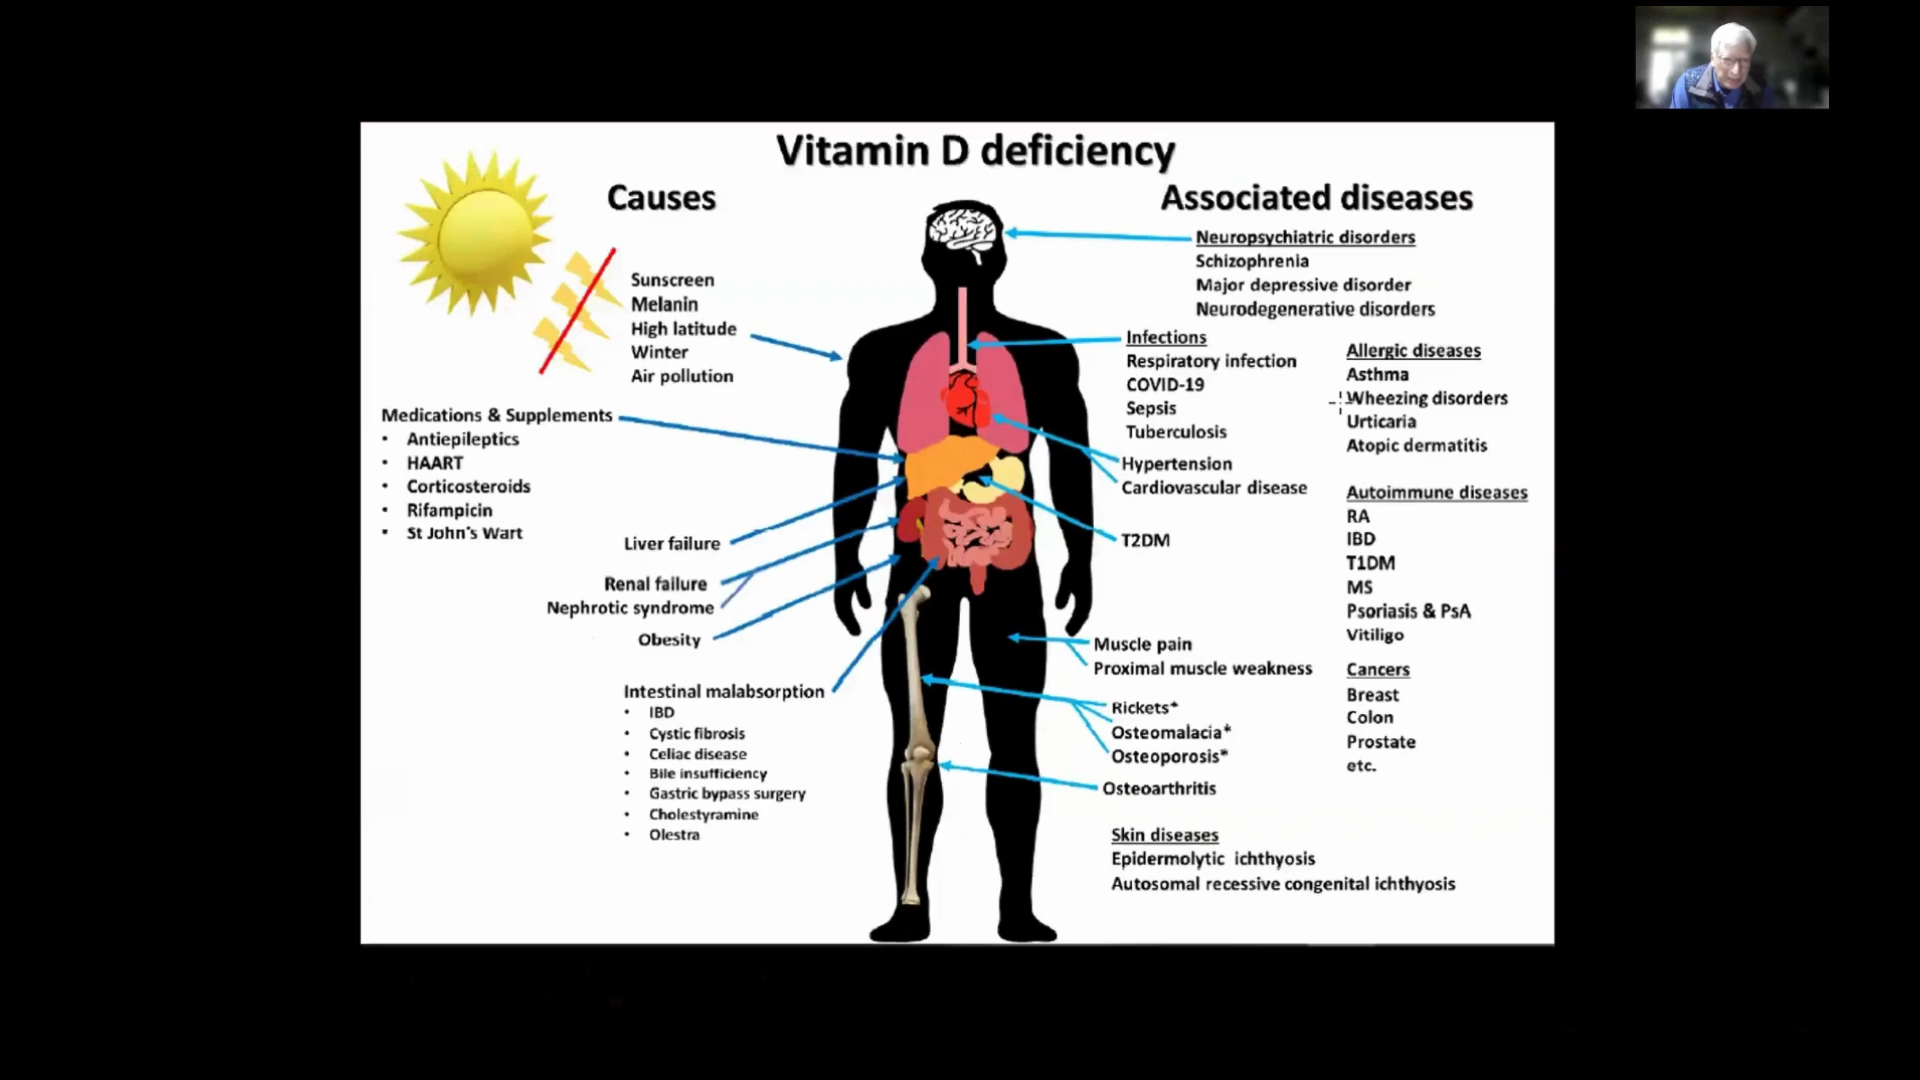 Vitamin D deficiency
Causes
Sunscreen
Melanin
High latitude
Winter
Air pollution
Medications & Supplements
• Antiepileptics
• HAART
• Corticosteroids
• Rifampicin
• St John's Wart
Liver failure
Renal failure
Nephrotic syndrome
Obesity
Intestinal malabsorption
• IBD
• Cystic fibrosis
• Celiac disease
• Bile insufficiency
• Gastric bypass surgery
• Cholestyramine
• Olestra
Associated diseases
Neuropsychiatric disorders
Schizophrenia
Major depressive disorder
Neurodegenerative disorders
Infections
Respiratory infection
COVID-19
Sepsis
Tuberculosis
Hypertension
Cardiovascular disease
T2DM
Muscle pain
Proximal muscle weakness
Rickets*
Osteomalacia*
Osteoporosis*
Osteoarthritis
Skin diseases
Epidermolytic ichthyosis
Autosomal recessive congenital ichthyosis
Allergic diseases
Asthma
Wheezing disorders
Urticaria
Atopic dermatitis
Autoimmune diseases
RA
IBD
T1DM
MS
Psoriasis & PsA
Vitiligo
Cancers
Breast
Colon
Prostate
etc.